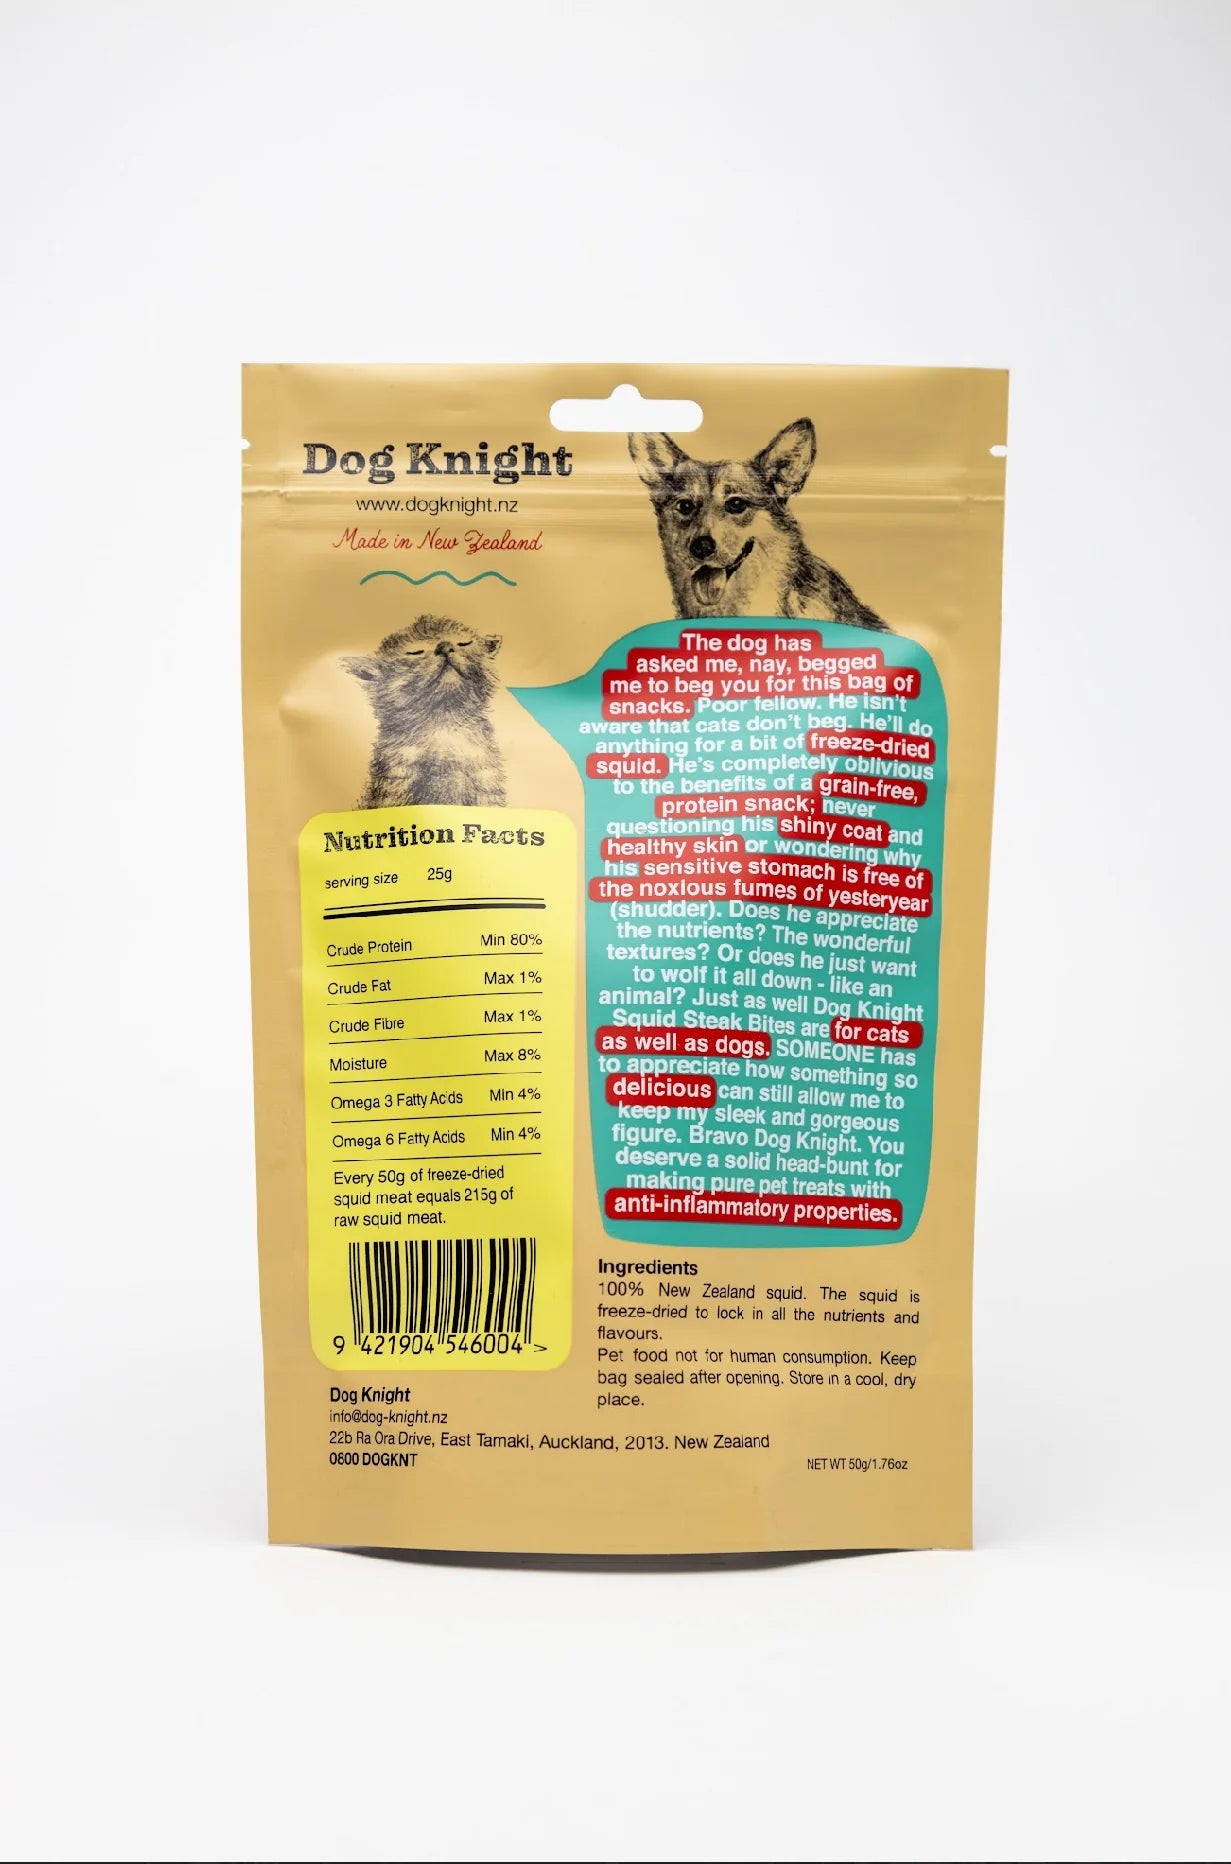 Dog Knight
www.dogknight.nz
Made in New Zealand
The dog has
asked me, nay, begged
me to beg you for this bag of
snacks. Poor fellow. He isn't
aware that cats don't beg. He'll do
anything for a bit of freeze-dried
squid. He's completely oblivious
to the benefits of a grain-free,
protein snack; never
questioning his shiny coat and
healthy skin or wondering why
his sensitive stomach is free of
the noxious fumes of yesteryear
(shudder). Does he appreciate
the nutrients? The wonderful
textures? Or does he just want
to wolf it all down - like an
animal? Just as well Dog Knight
Squid Steak Bites are for cats
as well as dogs. SOMEONE has
to appreciate how something so
delicious can still allow me to
keep my sleek and gorgeous
figure. Bravo Dog Knight. You
deserve a solid head-bunt for
making pure pet treats with
anti-inflammatory properties.
Nutrition Facts
serving size 25g
Crude Protein Min 80%
Crude Fat Max 1%
Crude Fibre Max 1%
Moisture Max 8%
Omega 3 Fatty Acids Min 4%
Omega 6 Fatty Acids Min 4%
Every 50g of freeze-dried
squid meat equals 215g of
raw squid meat.
9 421904 546004 >
Ingredients
100% New Zealand squid. The squid is
freeze-dried to lock in all the nutrients and
flavours.
Pet food not for human consumption. Keep
bag sealed after opening. Store in a cool, dry
place.
Dog Knight
info@dog-knight.nz
22b Ra Ora Drive, East Tamaki, Auckland, 2013. New Zealand
0800 DOGKNT
NET WT 50g/1.76oz